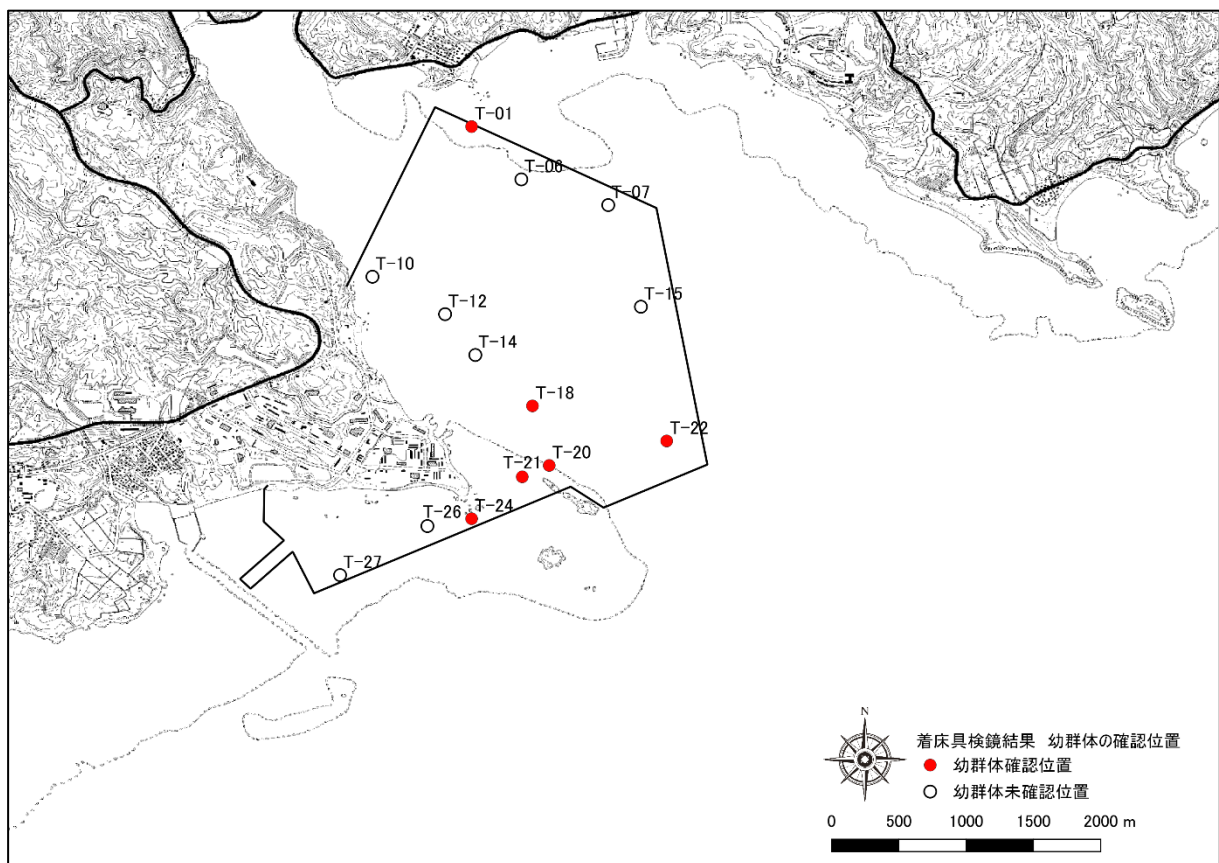 T-01
T-06
T-07
T-10
T-12
T-15
T-14
T-18
T-22
T-20
T-21
T-24
T-26
T-27
N
着床具検鏡結果 幼群体の確認位置
幼群体確認位置
幼群体未確認位置
0 500 1000 1500 2000 m